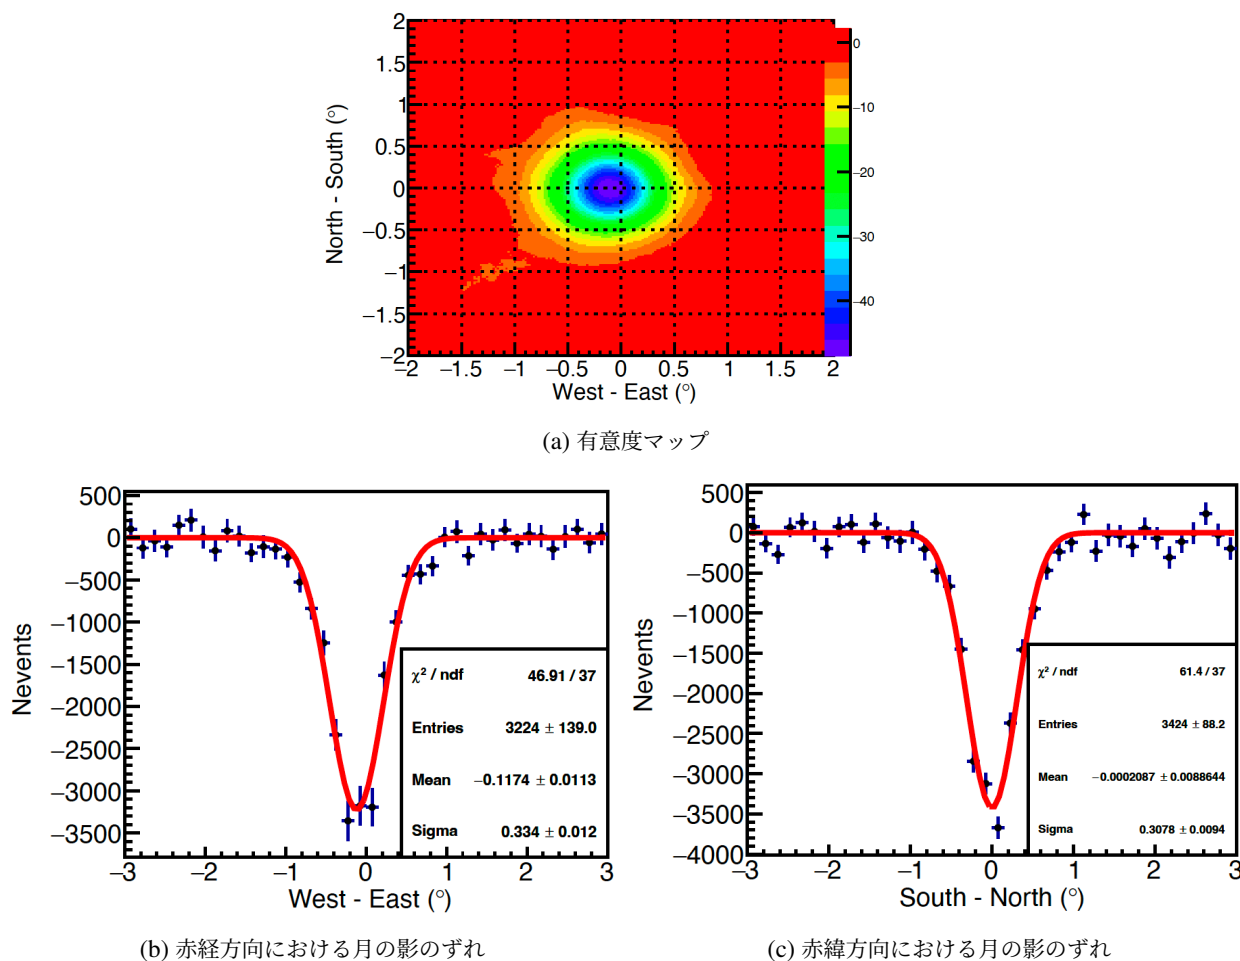 2
1.5
1
0.5
0
−0.5
−1
−1.5
−2
North - South (°)
−2 −1.5 −1 −0.5 0 0.5 1 1.5 2
West - East (°)
0
−10
−20
−30
−40
(a) 有意度マップ
500
0
−500
−1000
−1500
−2000
−2500
−3000
−3500
Nevents
χ² / ndf 46.91 / 37
Entries 3224 ± 139.0
Mean −0.1174 ± 0.0113
Sigma 0.334 ± 0.012
−3 −2 −1 0 1 2 3
West - East (°)
(b) 赤経方向における月の影のずれ
500
0
−500
−1000
−1500
−2000
−2500
−3000
−3500
−4000
Nevents
χ² / ndf 61.4 / 37
Entries 3424 ± 88.2
Mean −0.0002087 ± 0.0088644
Sigma 0.3078 ± 0.0094
−3 −2 −1 0 1 2 3
South - North (°)
(c) 赤緯方向における月の影のずれ